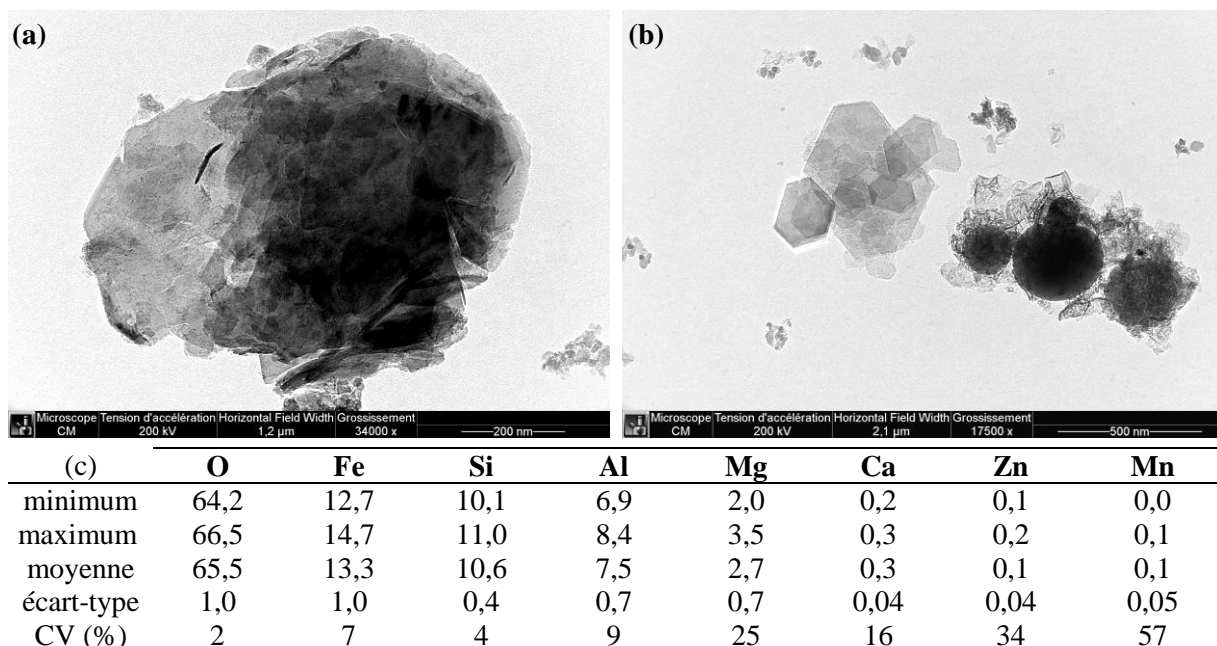 (a)
(b)
Microscope Tension d'accélération Horizontal Field Width Grossissement
CM 200 kV 1,2 µm 34000 x 200 nm
Microscope Tension d'accélération Horizontal Field Width Grossissement
CM 200 kV 2,1 µm 17500 x 500 nm
(c) O Fe Si Al Mg Ca Zn Mn
minimum 64,2 12,7 10,1 6,9 2,0 0,2 0,1 0,0
maximum 66,5 14,7 11,0 8,4 3,5 0,3 0,2 0,1
moyenne 65,5 13,3 10,6 7,5 2,7 0,3 0,1 0,1
écart-type 1,0 1,0 0,4 0,7 0,7 0,04 0,04 0,05
CV (%) 2 7 4 9 25 16 34 57